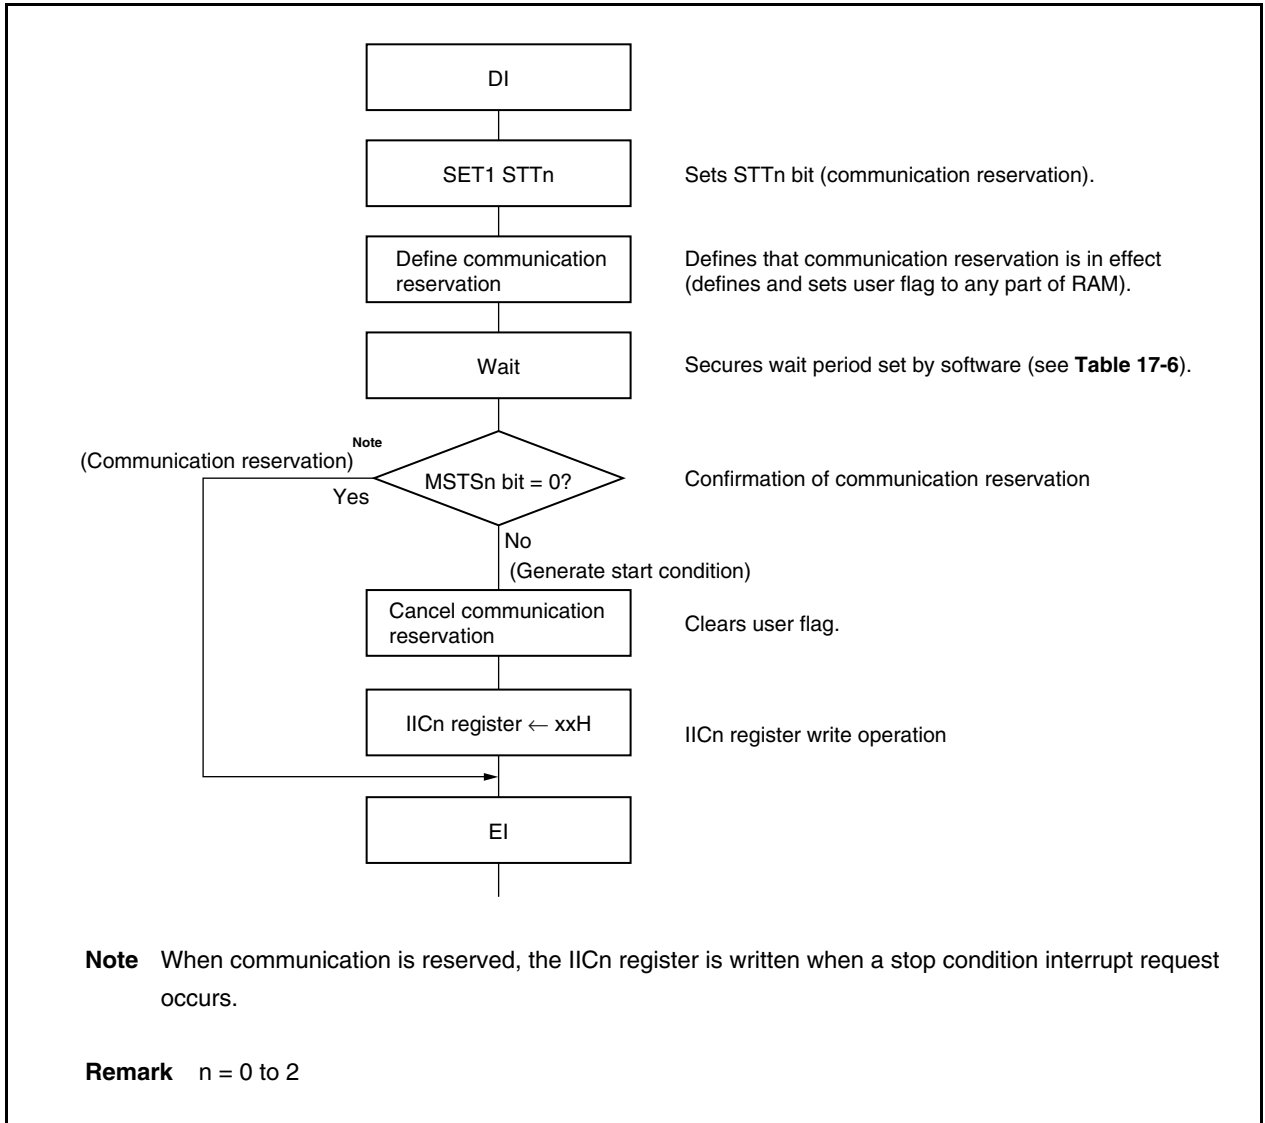 DI
SET1 STTn
Sets STTn bit (communication reservation).
Define communication
reservation
Defines that communication reservation is in effect
(defines and sets user flag to any part of RAM).
Wait
Secures wait period set by software (see Table 17-6).
(Communication reservation)Note
MSTSn bit = 0?
Confirmation of communication reservation
Yes
No
(Generate start condition)
Cancel communication
reservation
Clears user flag.
IICn register ← xxH
IICn register write operation
EI
Note When communication is reserved, the IICn register is written when a stop condition interrupt request
occurs.
Remark n = 0 to 2